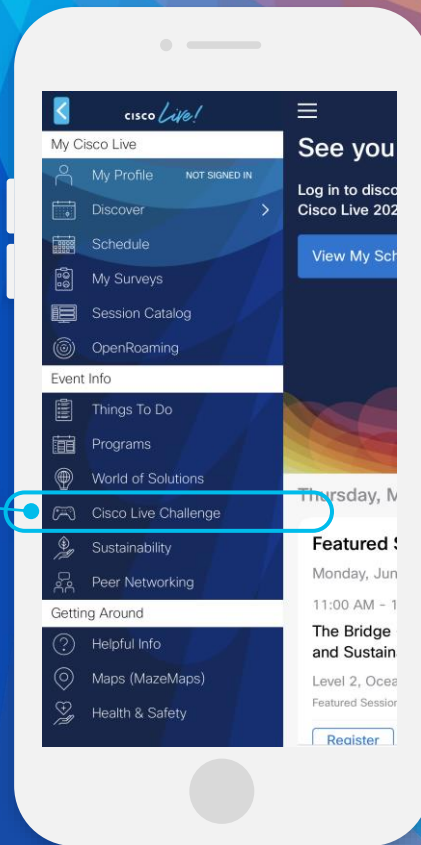 CISCO Live!
My Cisco Live
My Profile NOT SIGNED IN
Discover
Schedule
My Surveys
Session Catalog
OpenRoaming
Event Info
Things To Do
Programs
World of Solutions
Cisco Live Challenge
Sustainability
Peer Networking
Getting Around
Helpful Info
Maps (MazeMaps)
Health & Safety
See you
Log in to disco
Cisco Live 202
View My Sch
Thursday, M
Featured S
Monday, Jun
11:00 AM - 1
The Bridge
and Sustain
Level 2, Ocea
Featured Session
Register